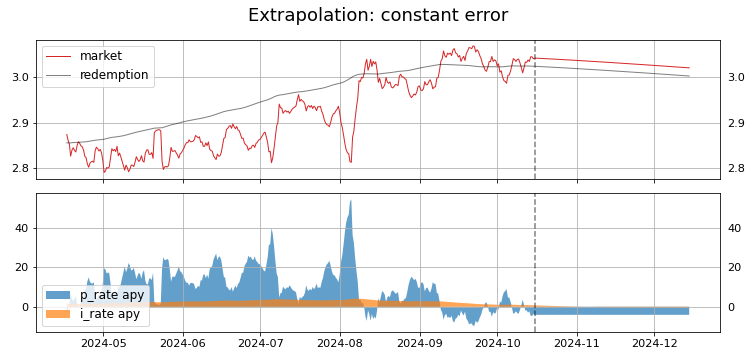 Extrapolation: constant error
market
redemption
3.0
2.9
2.8
3.0
2.9
2.8
p_rate apy
i_rate apy
40
20
0
40
20
0
2024-05 2024-06 2024-07 2024-08 2024-09 2024-10 2024-11 2024-12